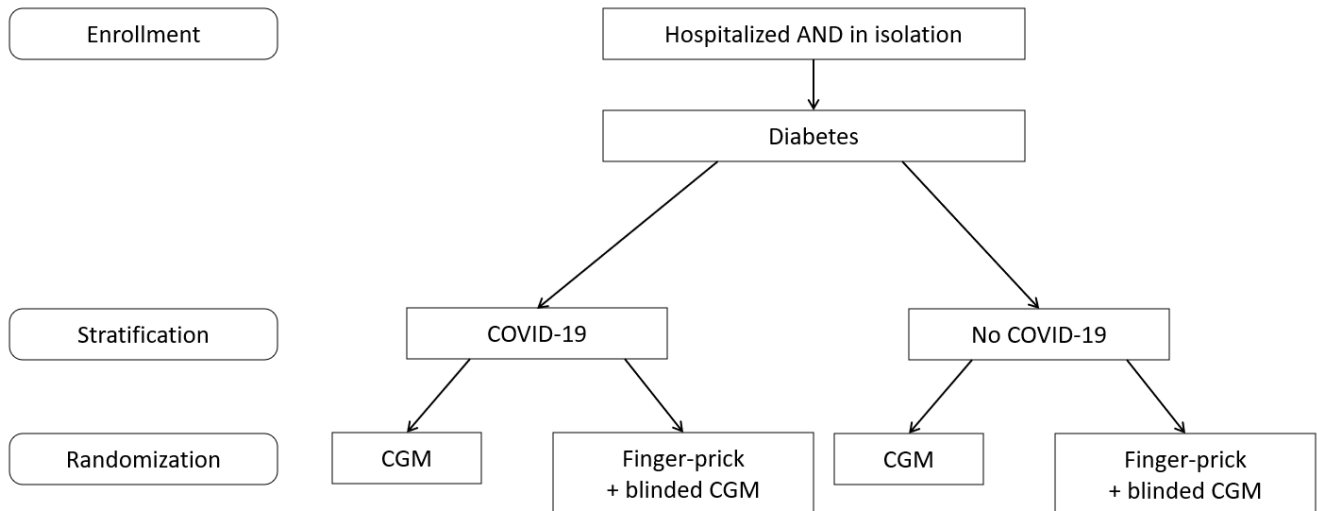 Enrollment
Hospitalized AND in isolation
Diabetes
Stratification
COVID-19
No COVID-19
Randomization
CGM
Finger-prick
+ blinded CGM
CGM
Finger-prick
+ blinded CGM